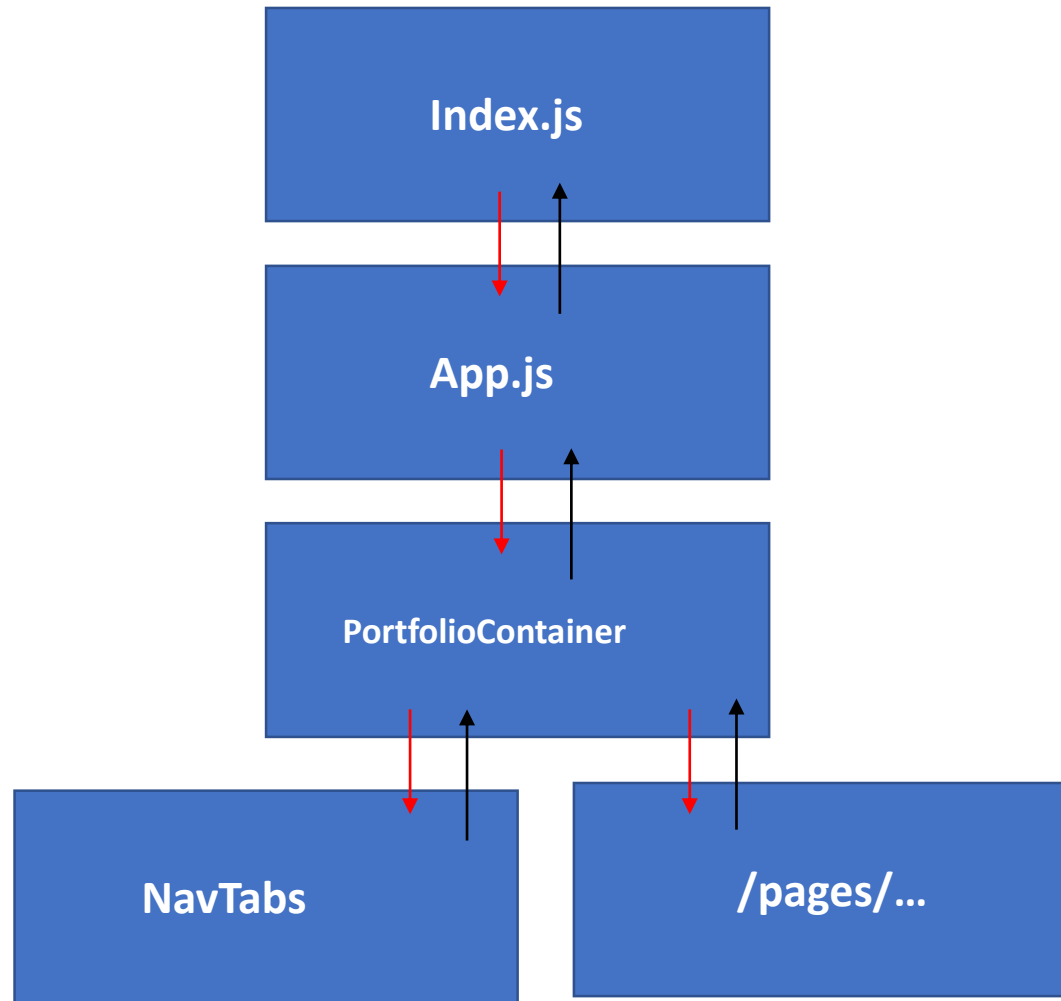 Index.js
App.js
PortfolioContainer
NavTabs
/pages/…